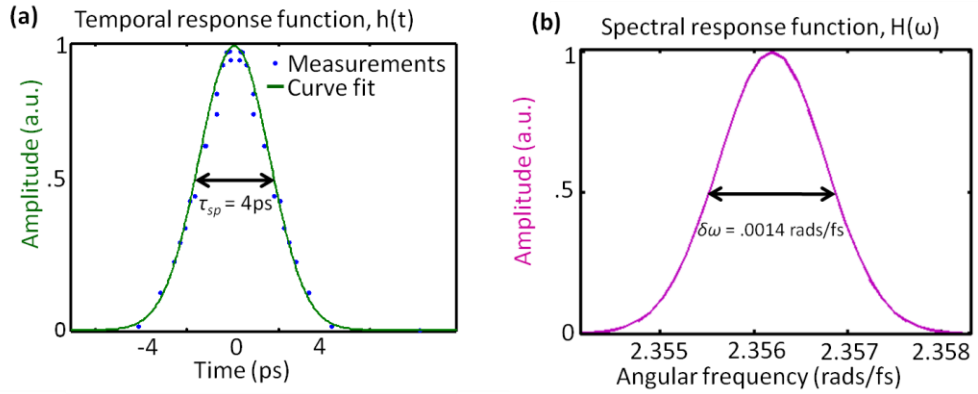 (a)
Temporal response function, h(t)
1
.5
0
Amplitude (a.u.)
Measurements
Curve fit
τsp = 4ps
-4 0 4
Time (ps)
(b)
Spectral response function, H(ω)
1
.5
0
Amplitude (a.u.)
δω = .0014 rads/fs
2.355 2.356 2.357 2.358
Angular frequency (rads/fs)